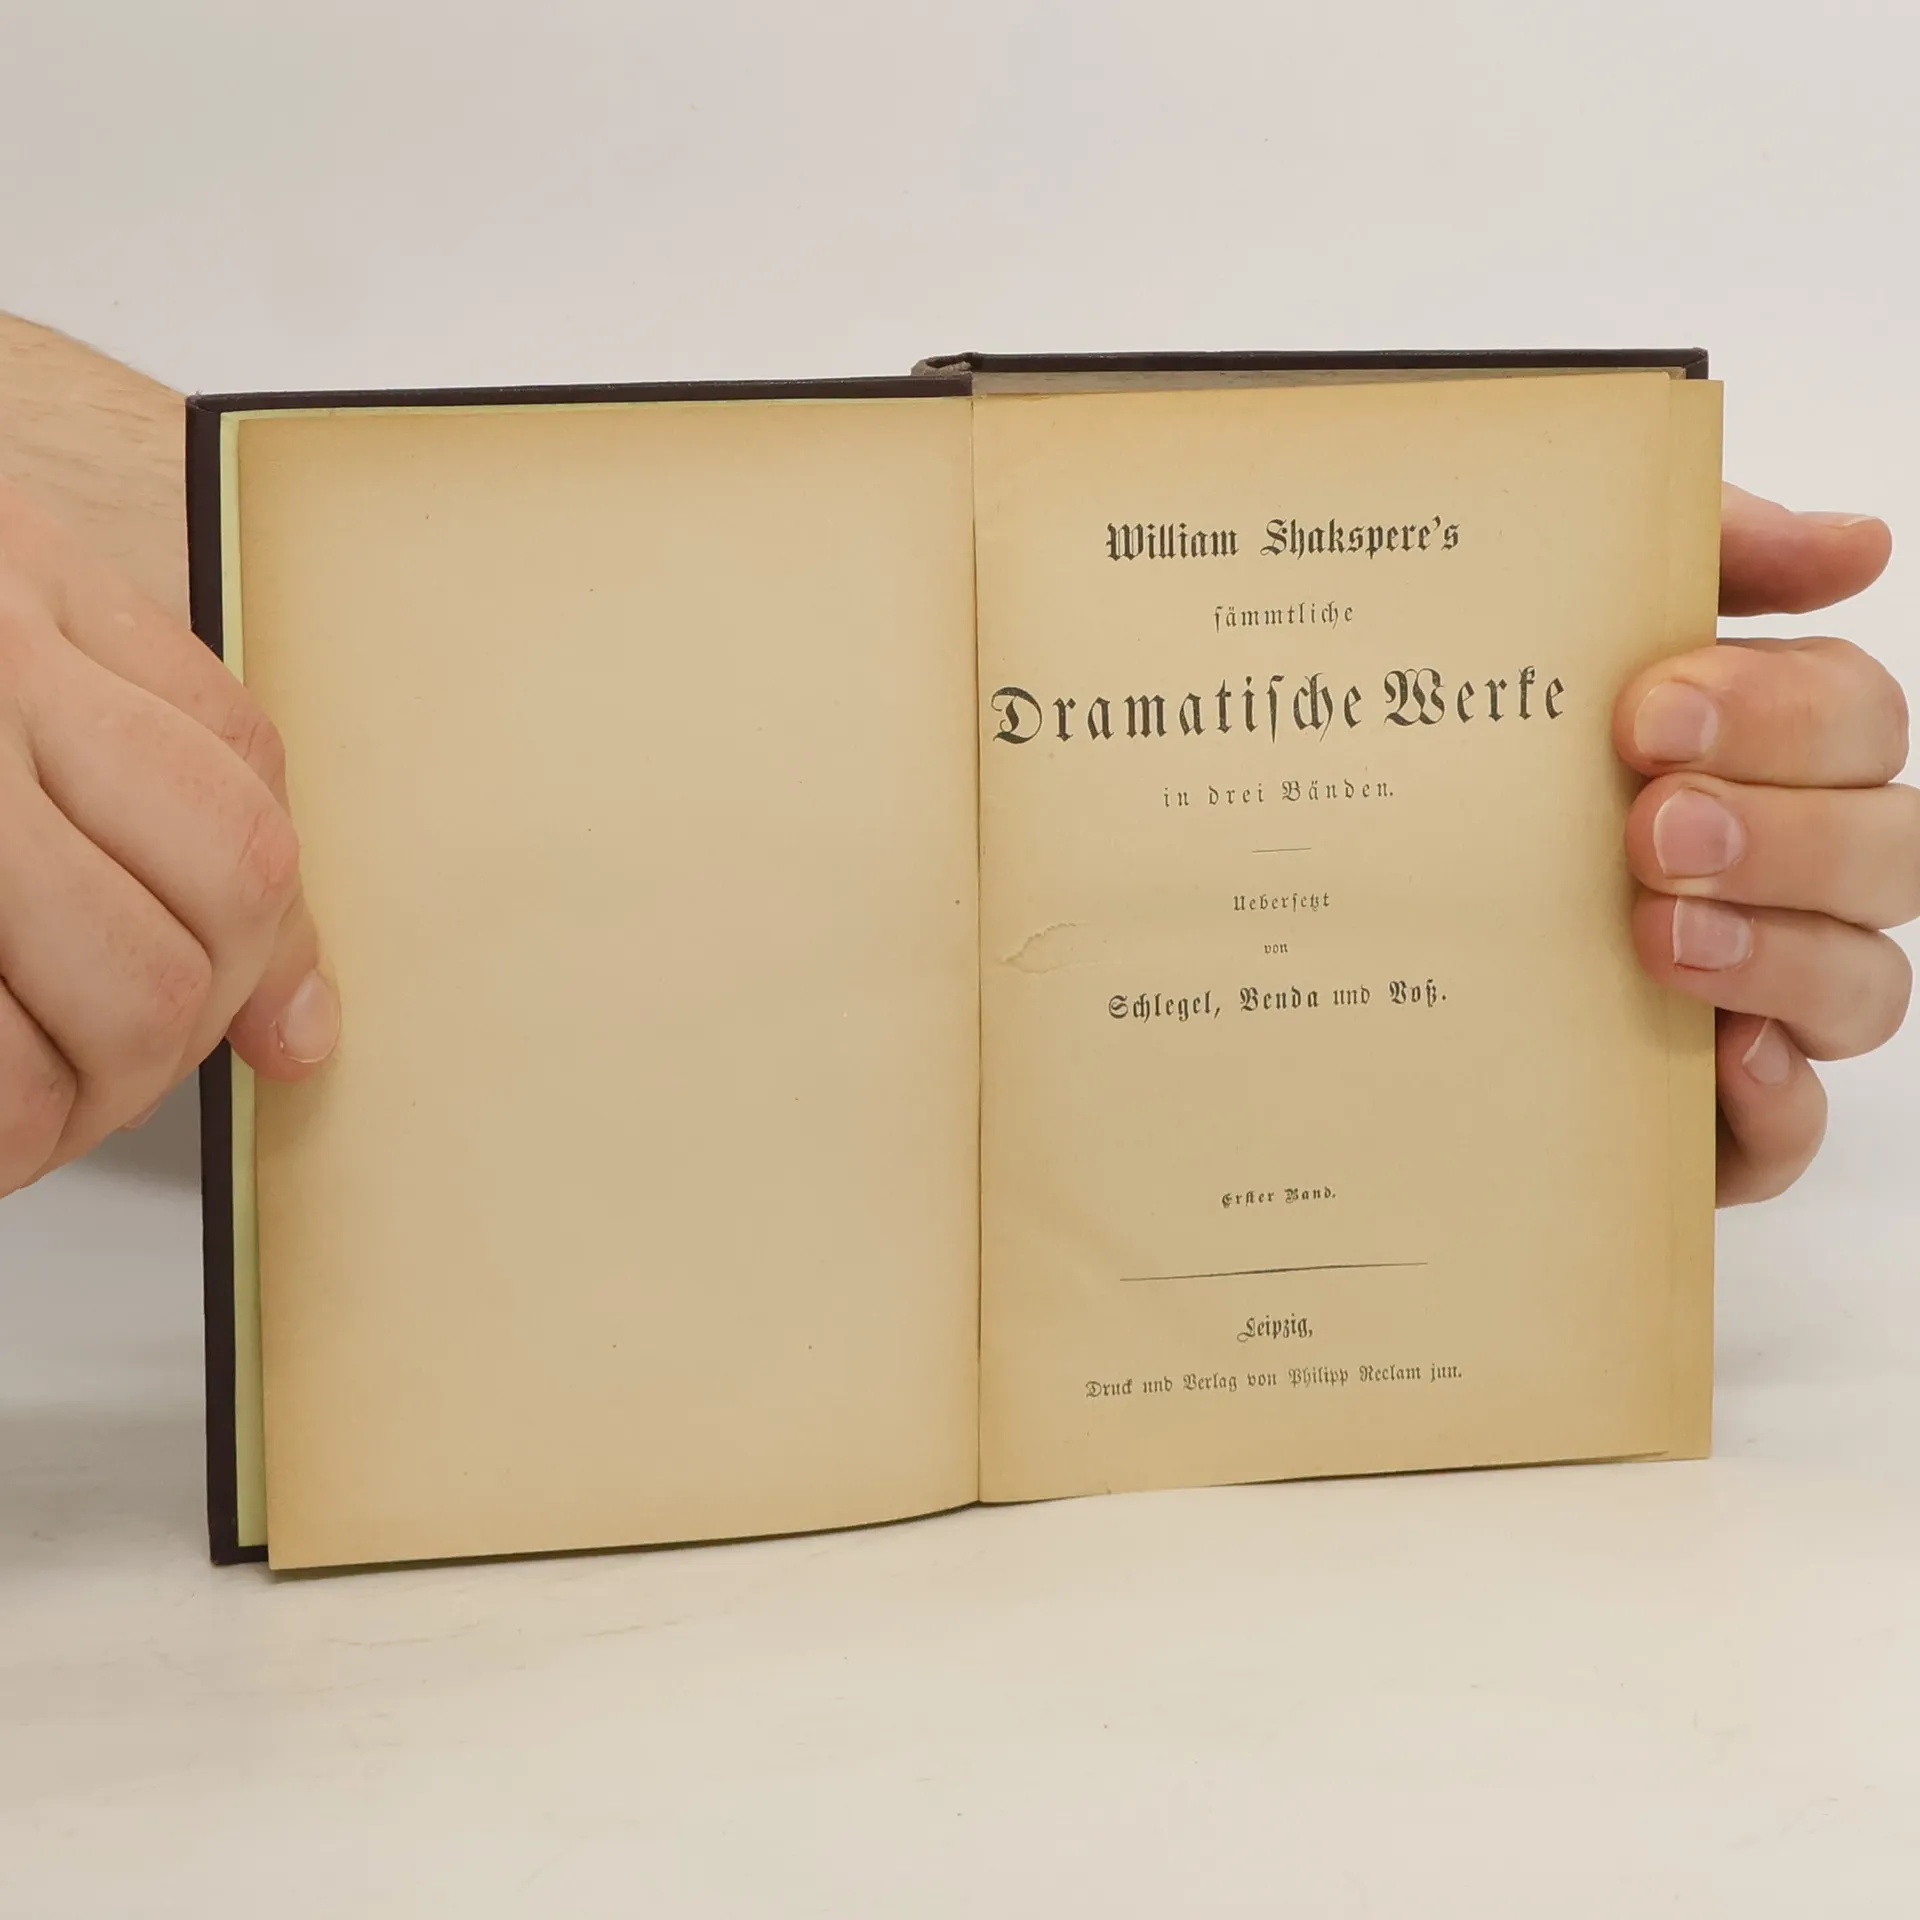 William Shakspere's
sämmtliche
Dramatische Werke
in drei Bänden.
Uebersetzt
von
Schlegel, Benda und Voß.
Erster Band.
Leipzig,
Druck und Verlag von Philipp Reclam jun.